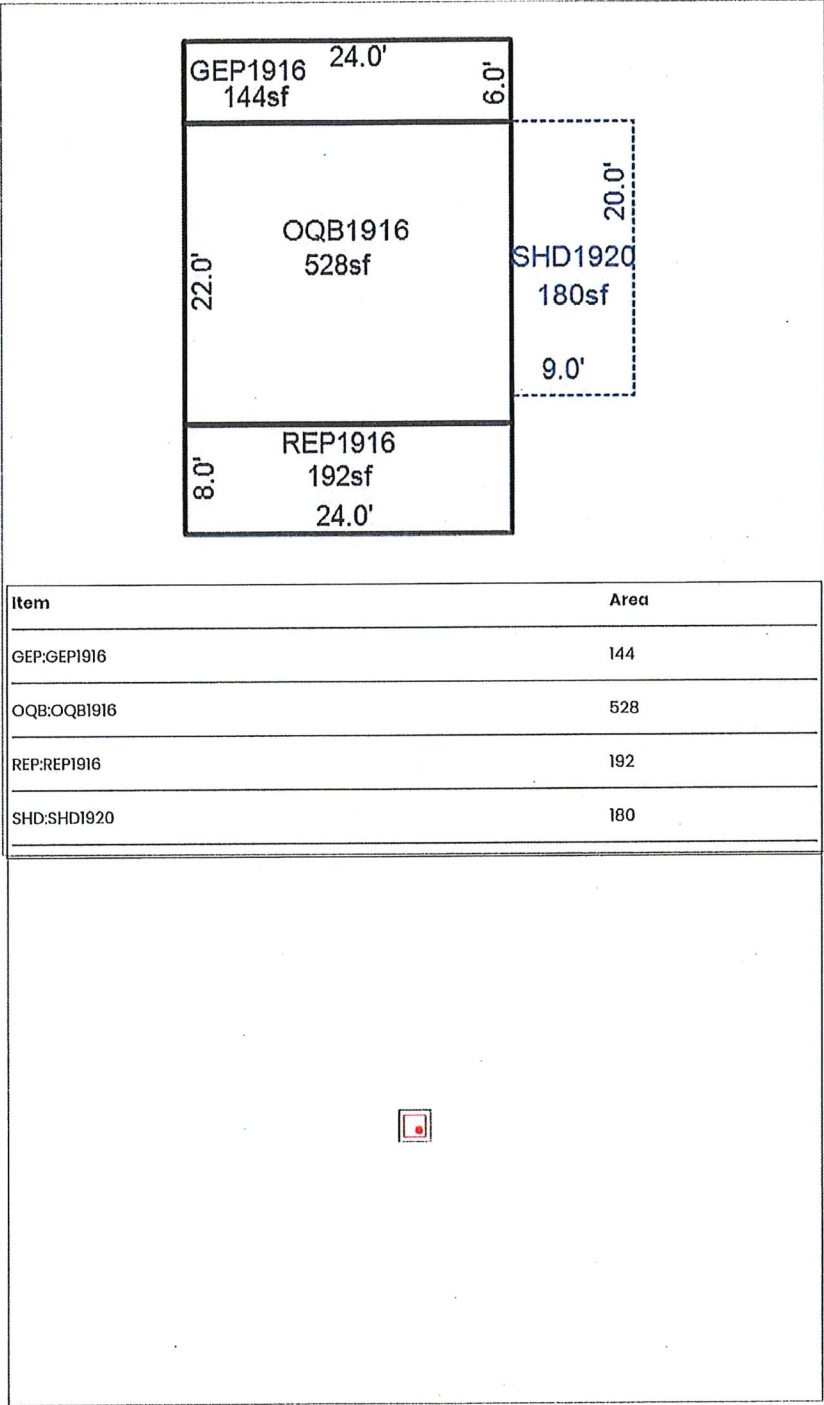 24.0'
GEP1916
144sf
6.0'
OQB1916
528sf
22.0'
20.0'
SHD1920
180sf
9.0'
REP1916
192sf
8.0'
24.0'
Item Area
GEP:GEP1916 144
OQB:OQB1916 528
REP:REP1916 192
SHD:SHD1920 180